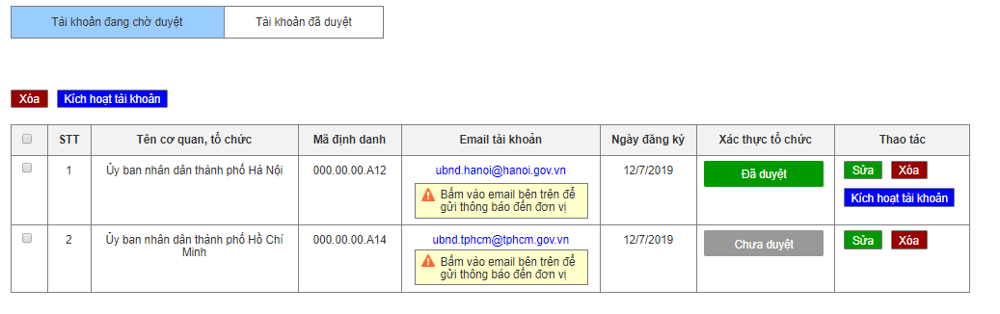 Tài khoản đang chờ duyệt
Tài khoản đã duyệt
Xóa
Kích hoạt tài khoản
STT
Tên cơ quan, tổ chức
Mã định danh
Email tài khoản
Ngày đăng ký
Xác thực tổ chức
Thao tác
1
Ủy ban nhân dân thành phố Hà Nội
000.00.00.A12
ubnd.hanoi@hanoi.gov.vn
Bấm vào email bên trên để
gửi thông báo đến đơn vị
12/7/2019
Đã duyệt
Sửa
Xóa
Kích hoạt tài khoản
2
Ủy ban nhân dân thành phố Hồ Chí
Minh
000.00.00.A14
ubnd.tphcm@tphcm.gov.vn
Bấm vào email bên trên để
gửi thông báo đến đơn vị
12/7/2019
Chưa duyệt
Sửa
Xóa